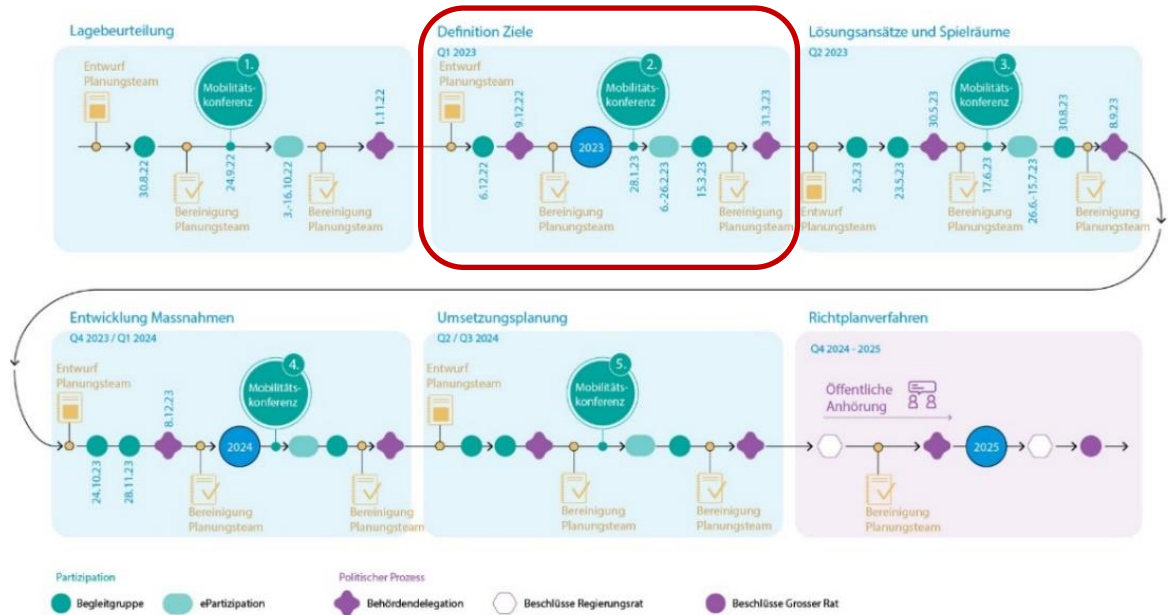 Lagebeurteilung
Entwurf
Planungsteam
1.
Mobilitäts-
konferenz
30.8.22
24.9.22
3.-16.10.22
1.11.22
Bereinigung
Planungsteam
Bereinigung
Planungsteam
Definition Ziele
Q1 2023
Entwurf
Planungsteam
2.
Mobilitäts-
konferenz
6.12.22
9.12.22
2023
28.1.23
6.-26.2.23
15.3.23
31.3.23
Bereinigung
Planungsteam
Bereinigung
Planungsteam
Lösungsansätze und Spielräume
Q2 2023
3.
Mobilitäts-
konferenz
Entwurf
Planungsteam
2.5.23
23.5.23
30.5.23
17.6.23
26.6.-15.7.23
30.8.23
8.9.23
Bereinigung
Planungsteam
Bereinigung
Planungsteam
Entwicklung Massnahmen
Q4 2023 / Q1 2024
Entwurf
Planungsteam
4.
Mobilitäts-
konferenz
24.10.23
28.11.23
8.12.23
2024
Bereinigung
Planungsteam
Bereinigung
Planungsteam
Umsetzungsplanung
Q2 / Q3 2024
Entwurf
Planungsteam
5.
Mobilitäts-
konferenz
Bereinigung
Planungsteam
Bereinigung
Planungsteam
Richtplanverfahren
Q4 2024 - 2025
Öffentliche
Anhörung
2025
Bereinigung
Planungsteam
Partizipation
Begleitgruppe
ePartizipation
Politischer Prozess
Behördendelegation
Beschlüsse Regierungsrat
Beschlüsse Grosser Rat